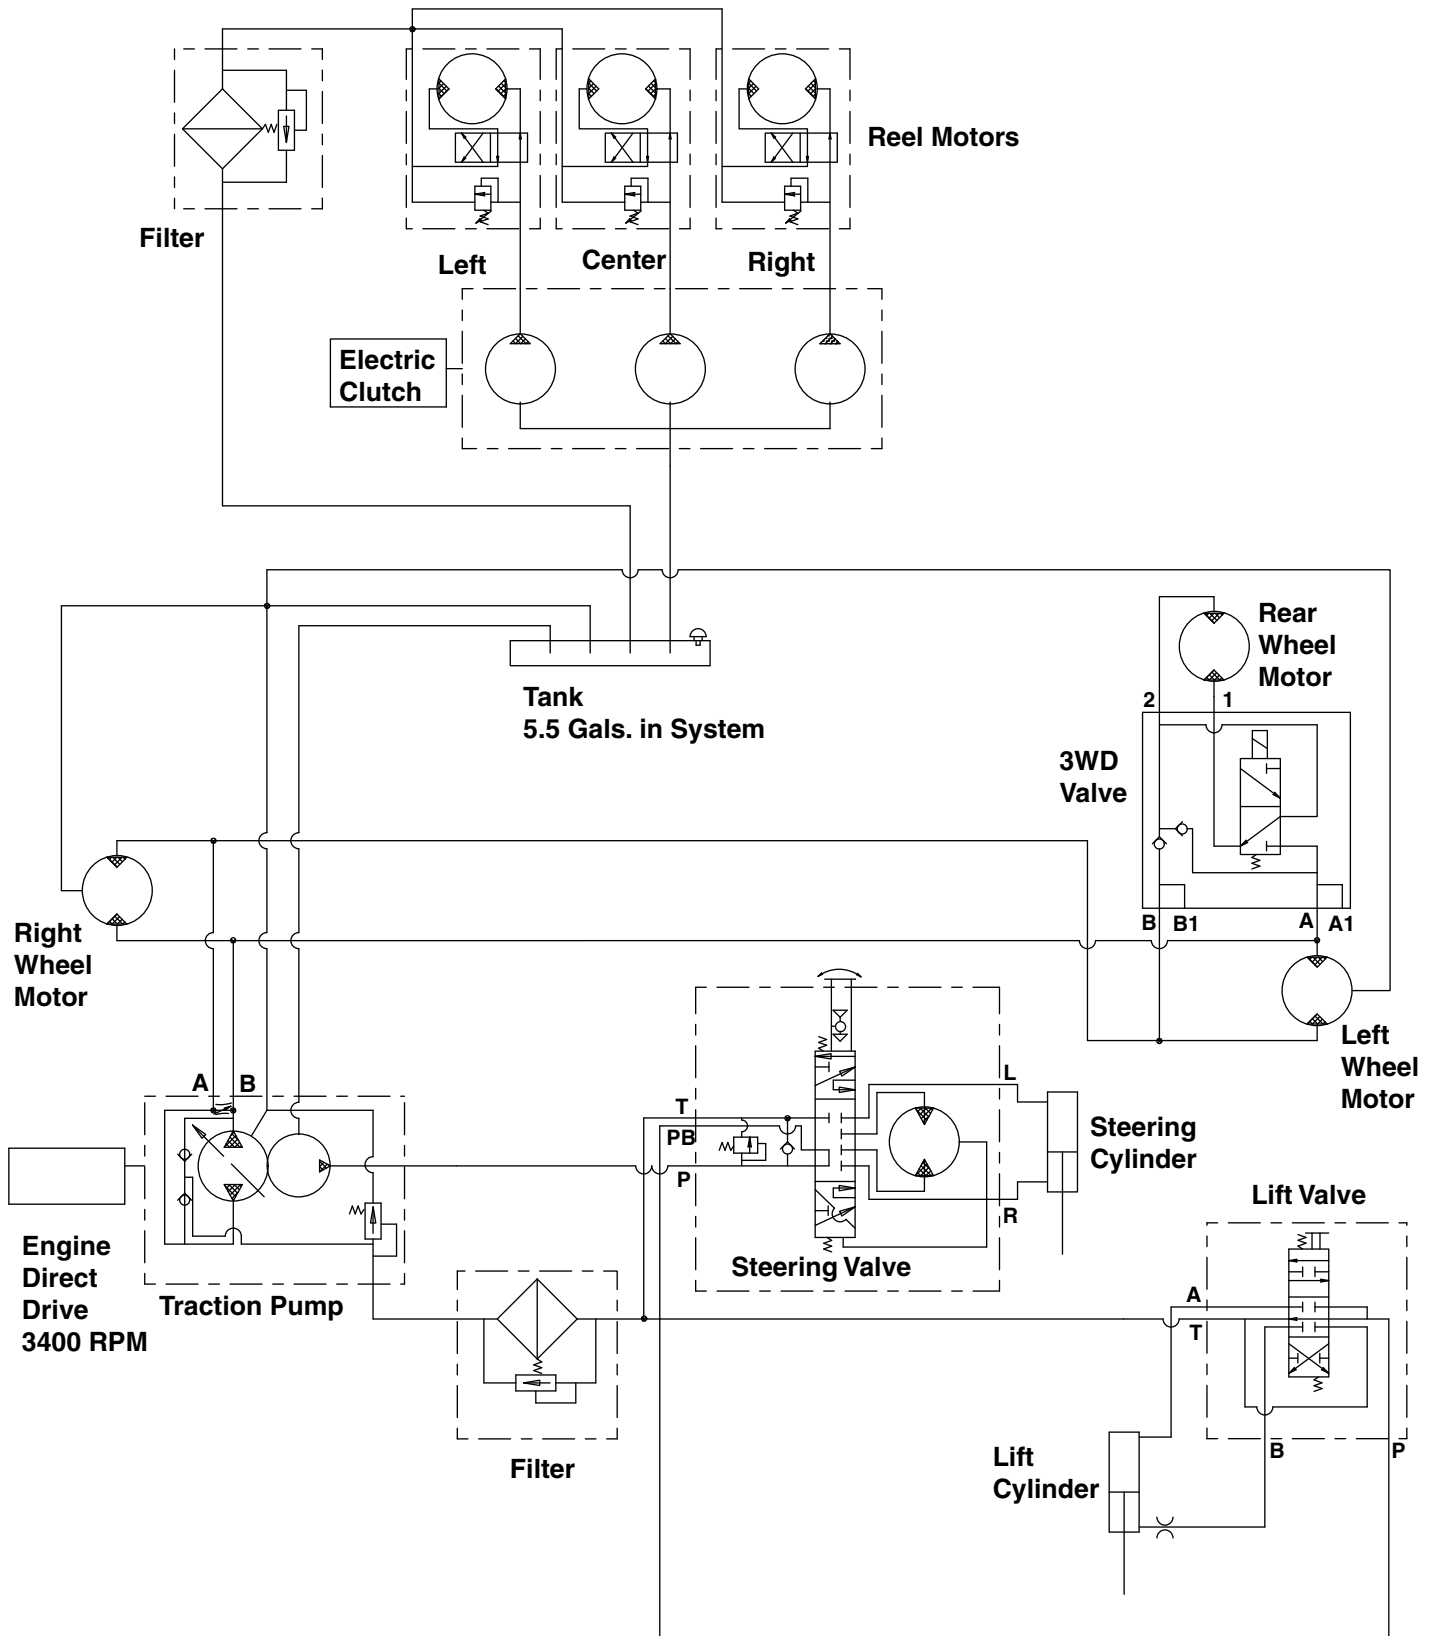 Reel Motors
Filter
Left
Center
Right
Electric
Clutch
Rear
Wheel
Motor
Tank
5.5 Gals. in System
2
1
3WD
Valve
B
B1
A
A1
Right
Wheel
Motor
Left
Wheel
Motor
A
B
L
T
PB
P
R
Steering
Cylinder
Lift Valve
Engine
Direct
Drive
3400 RPM
Traction Pump
Steering Valve
A
T
B
P
Filter
Lift
Cylinder